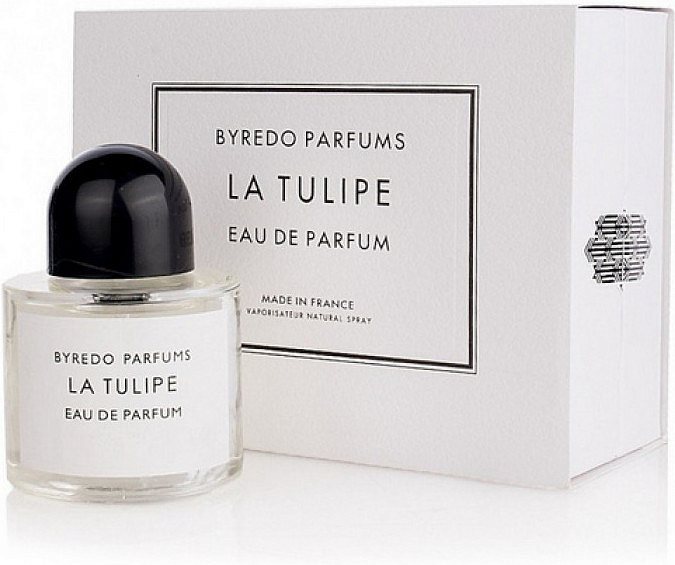 BYREDO PARFUMS
LA TULIPE
EAU DE PARFUM
MADE IN FRANCE
VAPORISATEUR NATURAL SPRAY
BYREDO PARFUMS
LA TULIPE
EAU DE PARFUM